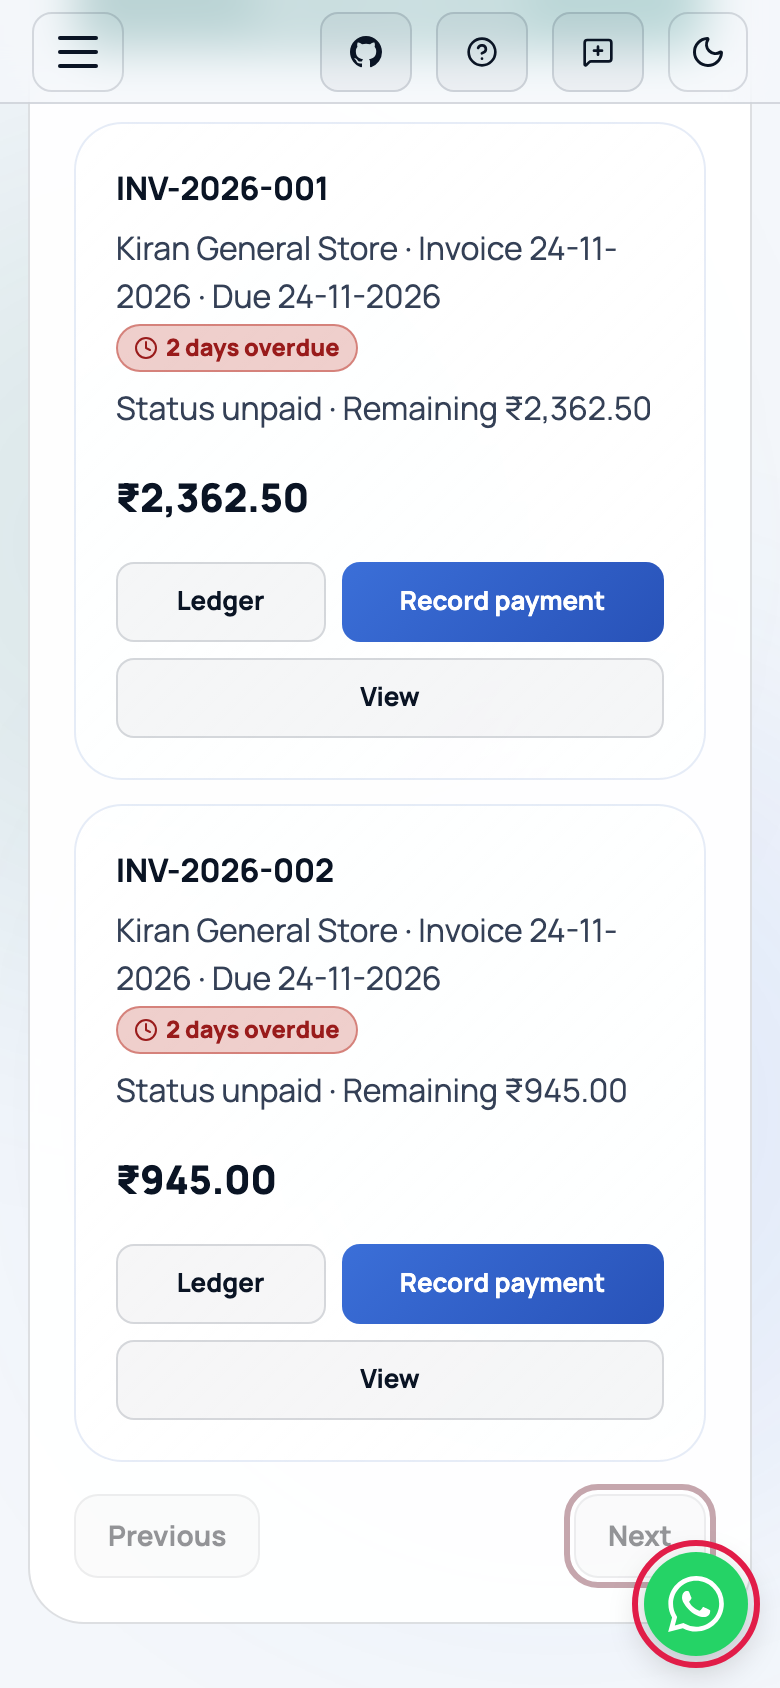 INV-2026-001
Kiran General Store · Invoice 24-11-
2026 · Due 24-11-2026
2 days overdue
Status unpaid · Remaining ₹2,362.50
₹2,362.50
Ledger
Record payment
View
INV-2026-002
Kiran General Store · Invoice 24-11-
2026 · Due 24-11-2026
2 days overdue
Status unpaid · Remaining ₹945.00
₹945.00
Ledger
Record payment
View
Previous
Next